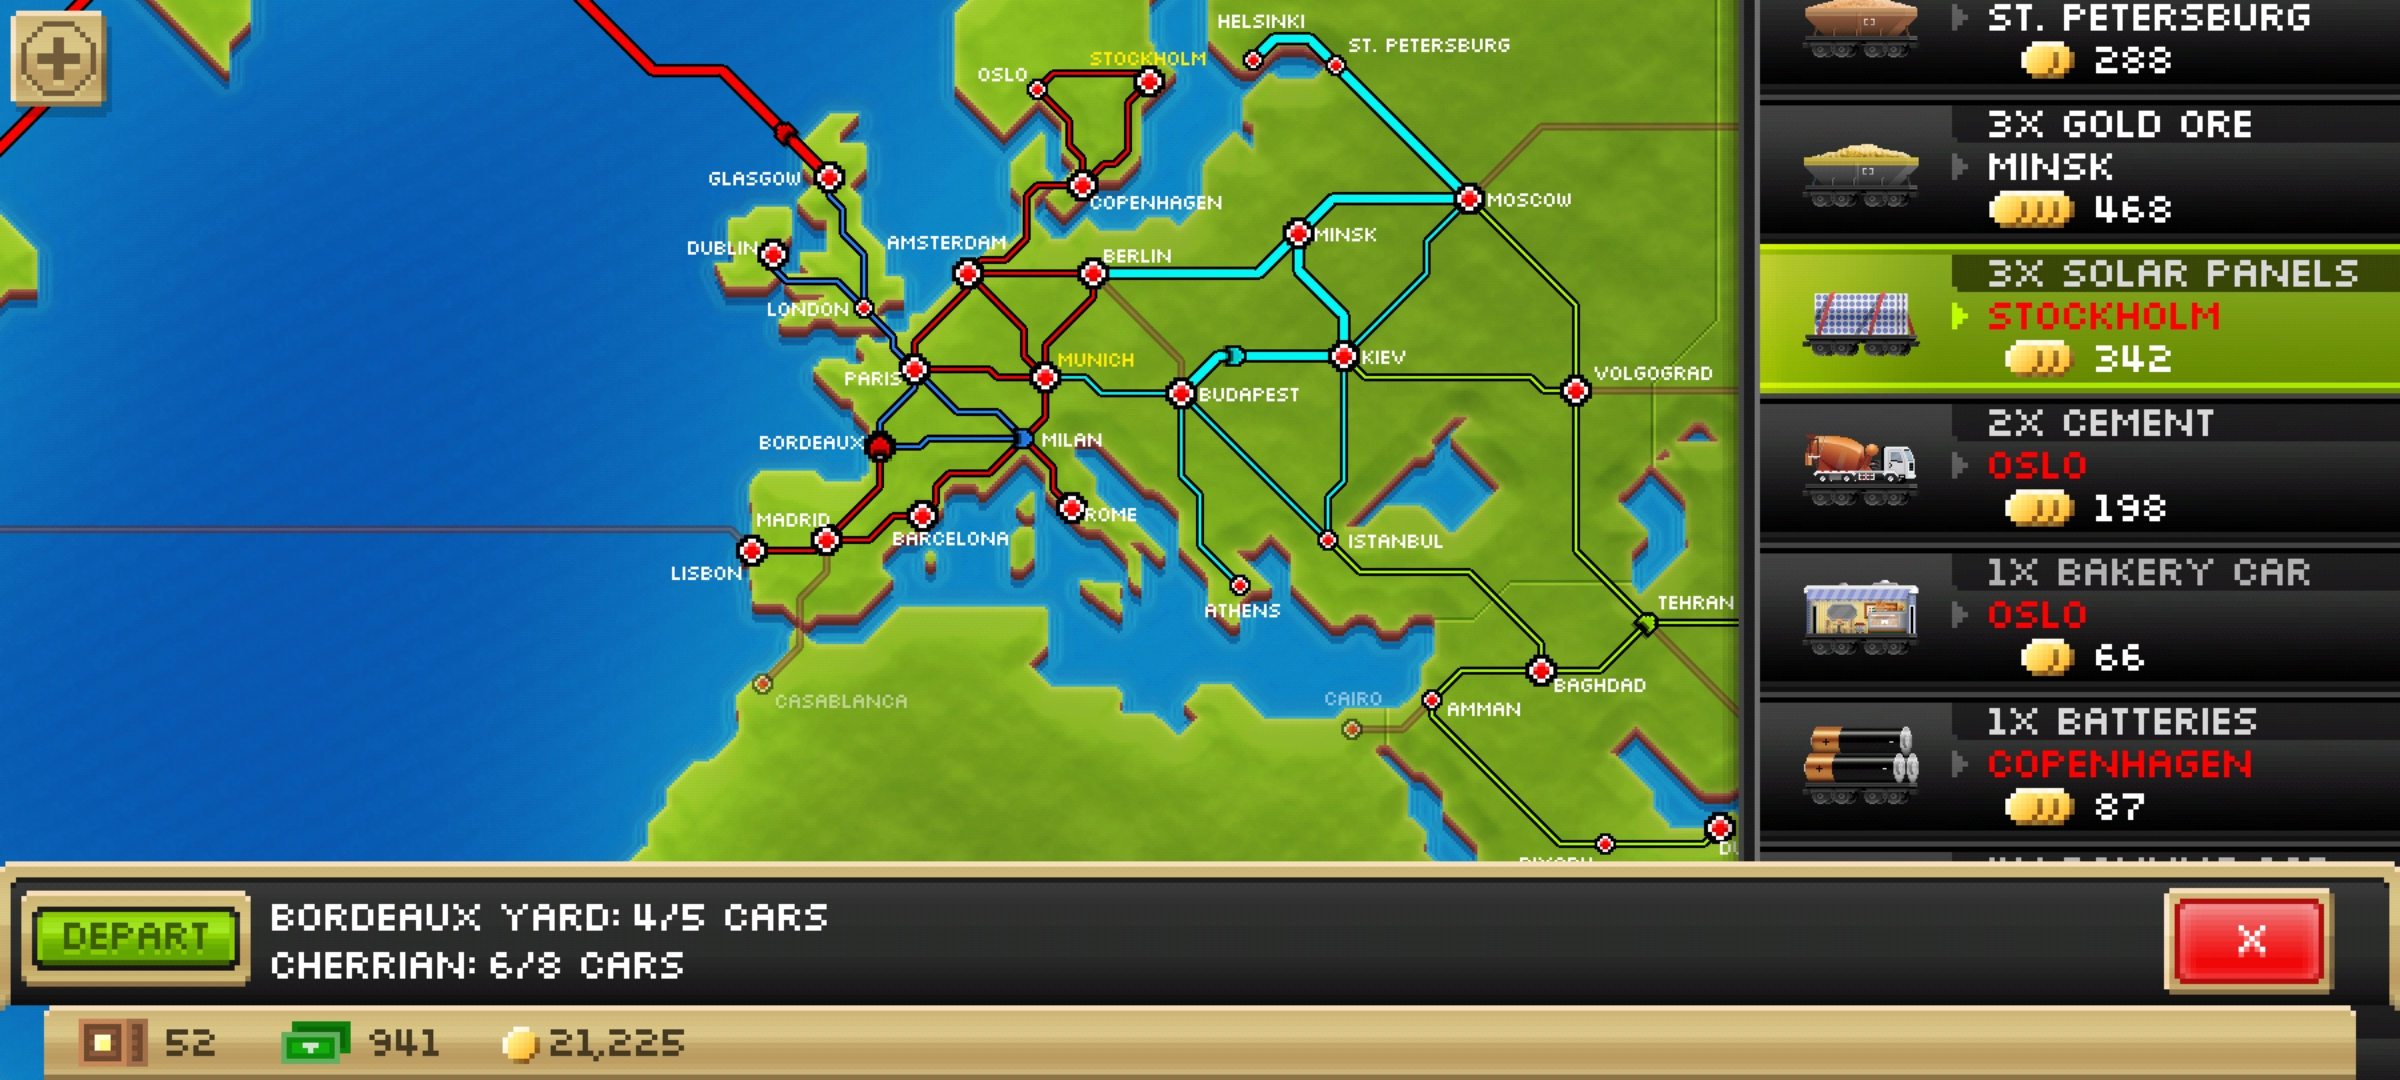 HELSINKI
ST. PETERSBURG
STOCKHOLM
OSLO
GLASGOW
COPENHAGEN
MOSCOW
MINSK
DUBLIN
AMSTERDAM
BERLIN
LONDON
PARIS
MUNICH
KIEV
VOLGOGRAD
BUDAPEST
BORDEAUX
MILAN
MADRID
ROME
BARCELONA
ISTANBUL
LISBON
ATHENS
TEHRAN
CASABLANCA
CAIRO
BAGHDAD
AMMAN
ST. PETERSBURG
288
3X GOLD ORE
MINSK
468
3X SOLAR PANELS
STOCKHOLM
342
2X CEMENT
OSLO
198
1X BAKERY CAR
OSLO
66
1X BATTERIES
COPENHAGEN
87
DEPART
BORDEAUX YARD: 4/5 CARS
CHERRIAN: 6/8 CARS
X
52
941
21,225